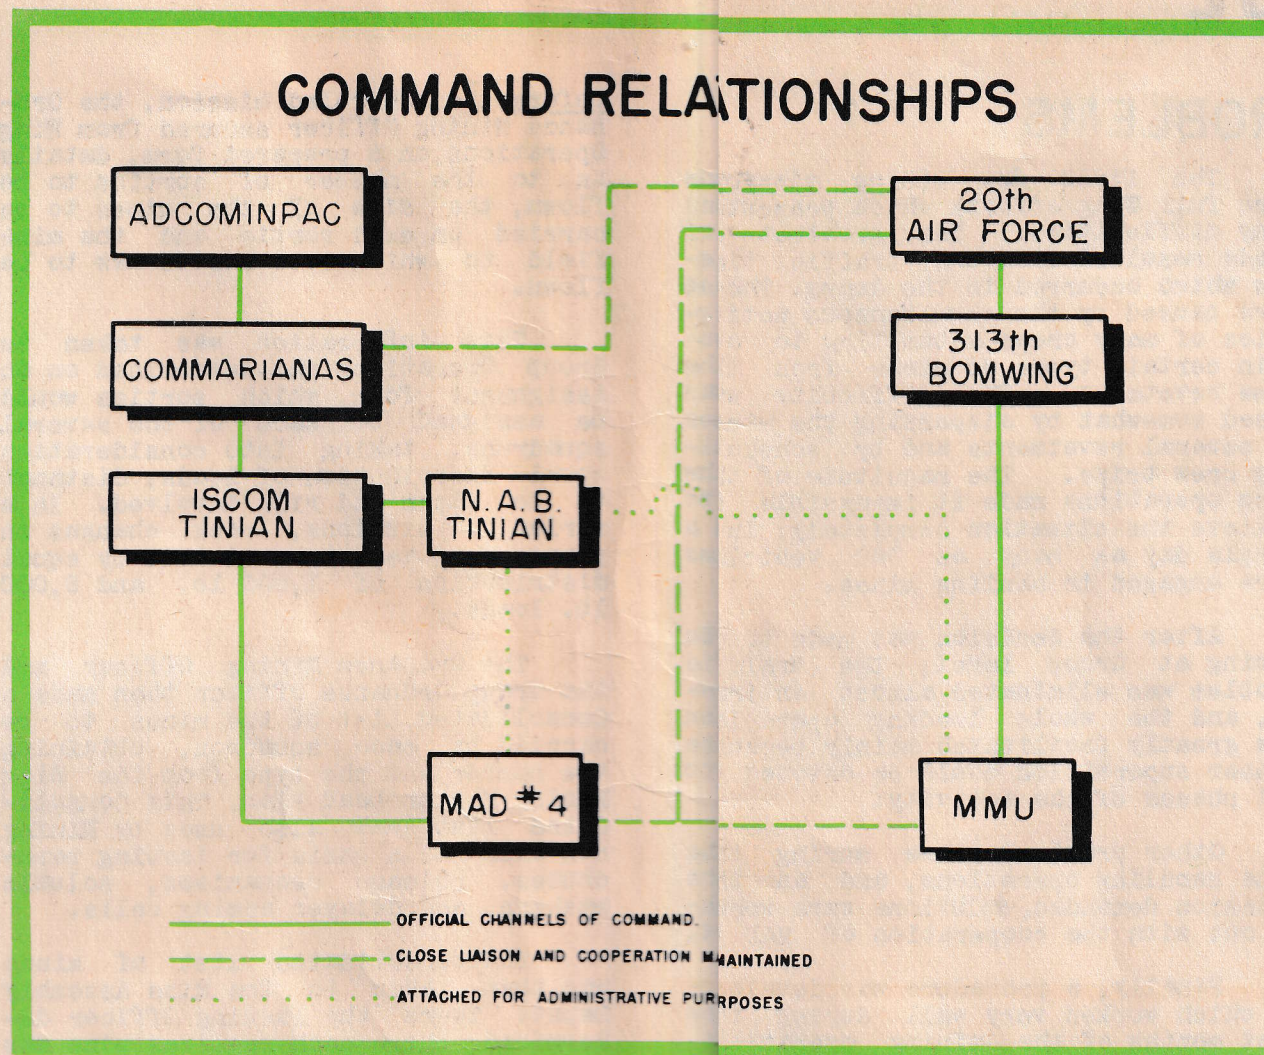 COMMAND RELATIONSHIPS
ADCOMINPAC
20th
AIR FORCE
COMMARIANAS
313th
BOMWING
ISCOM
TINIAN
N.A.B.
TINIAN
MAD #4
MMU
OFFICIAL CHANNELS OF COMMAND.
CLOSE LIAISON AND COOPERATION MAINTAINED
ATTACHED FOR ADMINISTRATIVE PURRPOSES